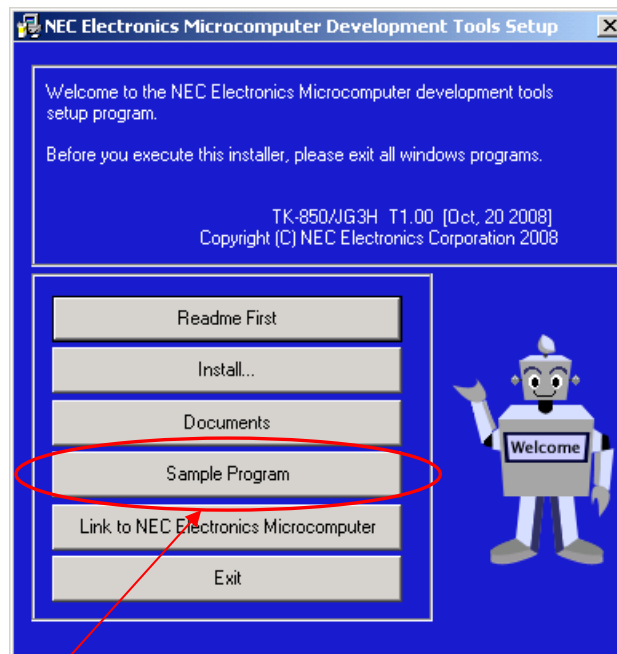 NEC Electronics Microcomputer Development Tools Setup
Welcome to the NEC Electronics Microcomputer development tools
setup program.
Before you execute this installer, please exit all windows programs.
TK-850/JG3H T1.00 [Oct, 20 2008]
Copyright (C) NEC Electronics Corporation 2008
Readme First
Install...
Documents
Sample Program
Link to NEC Electronics Microcomputer
Exit
Welcome